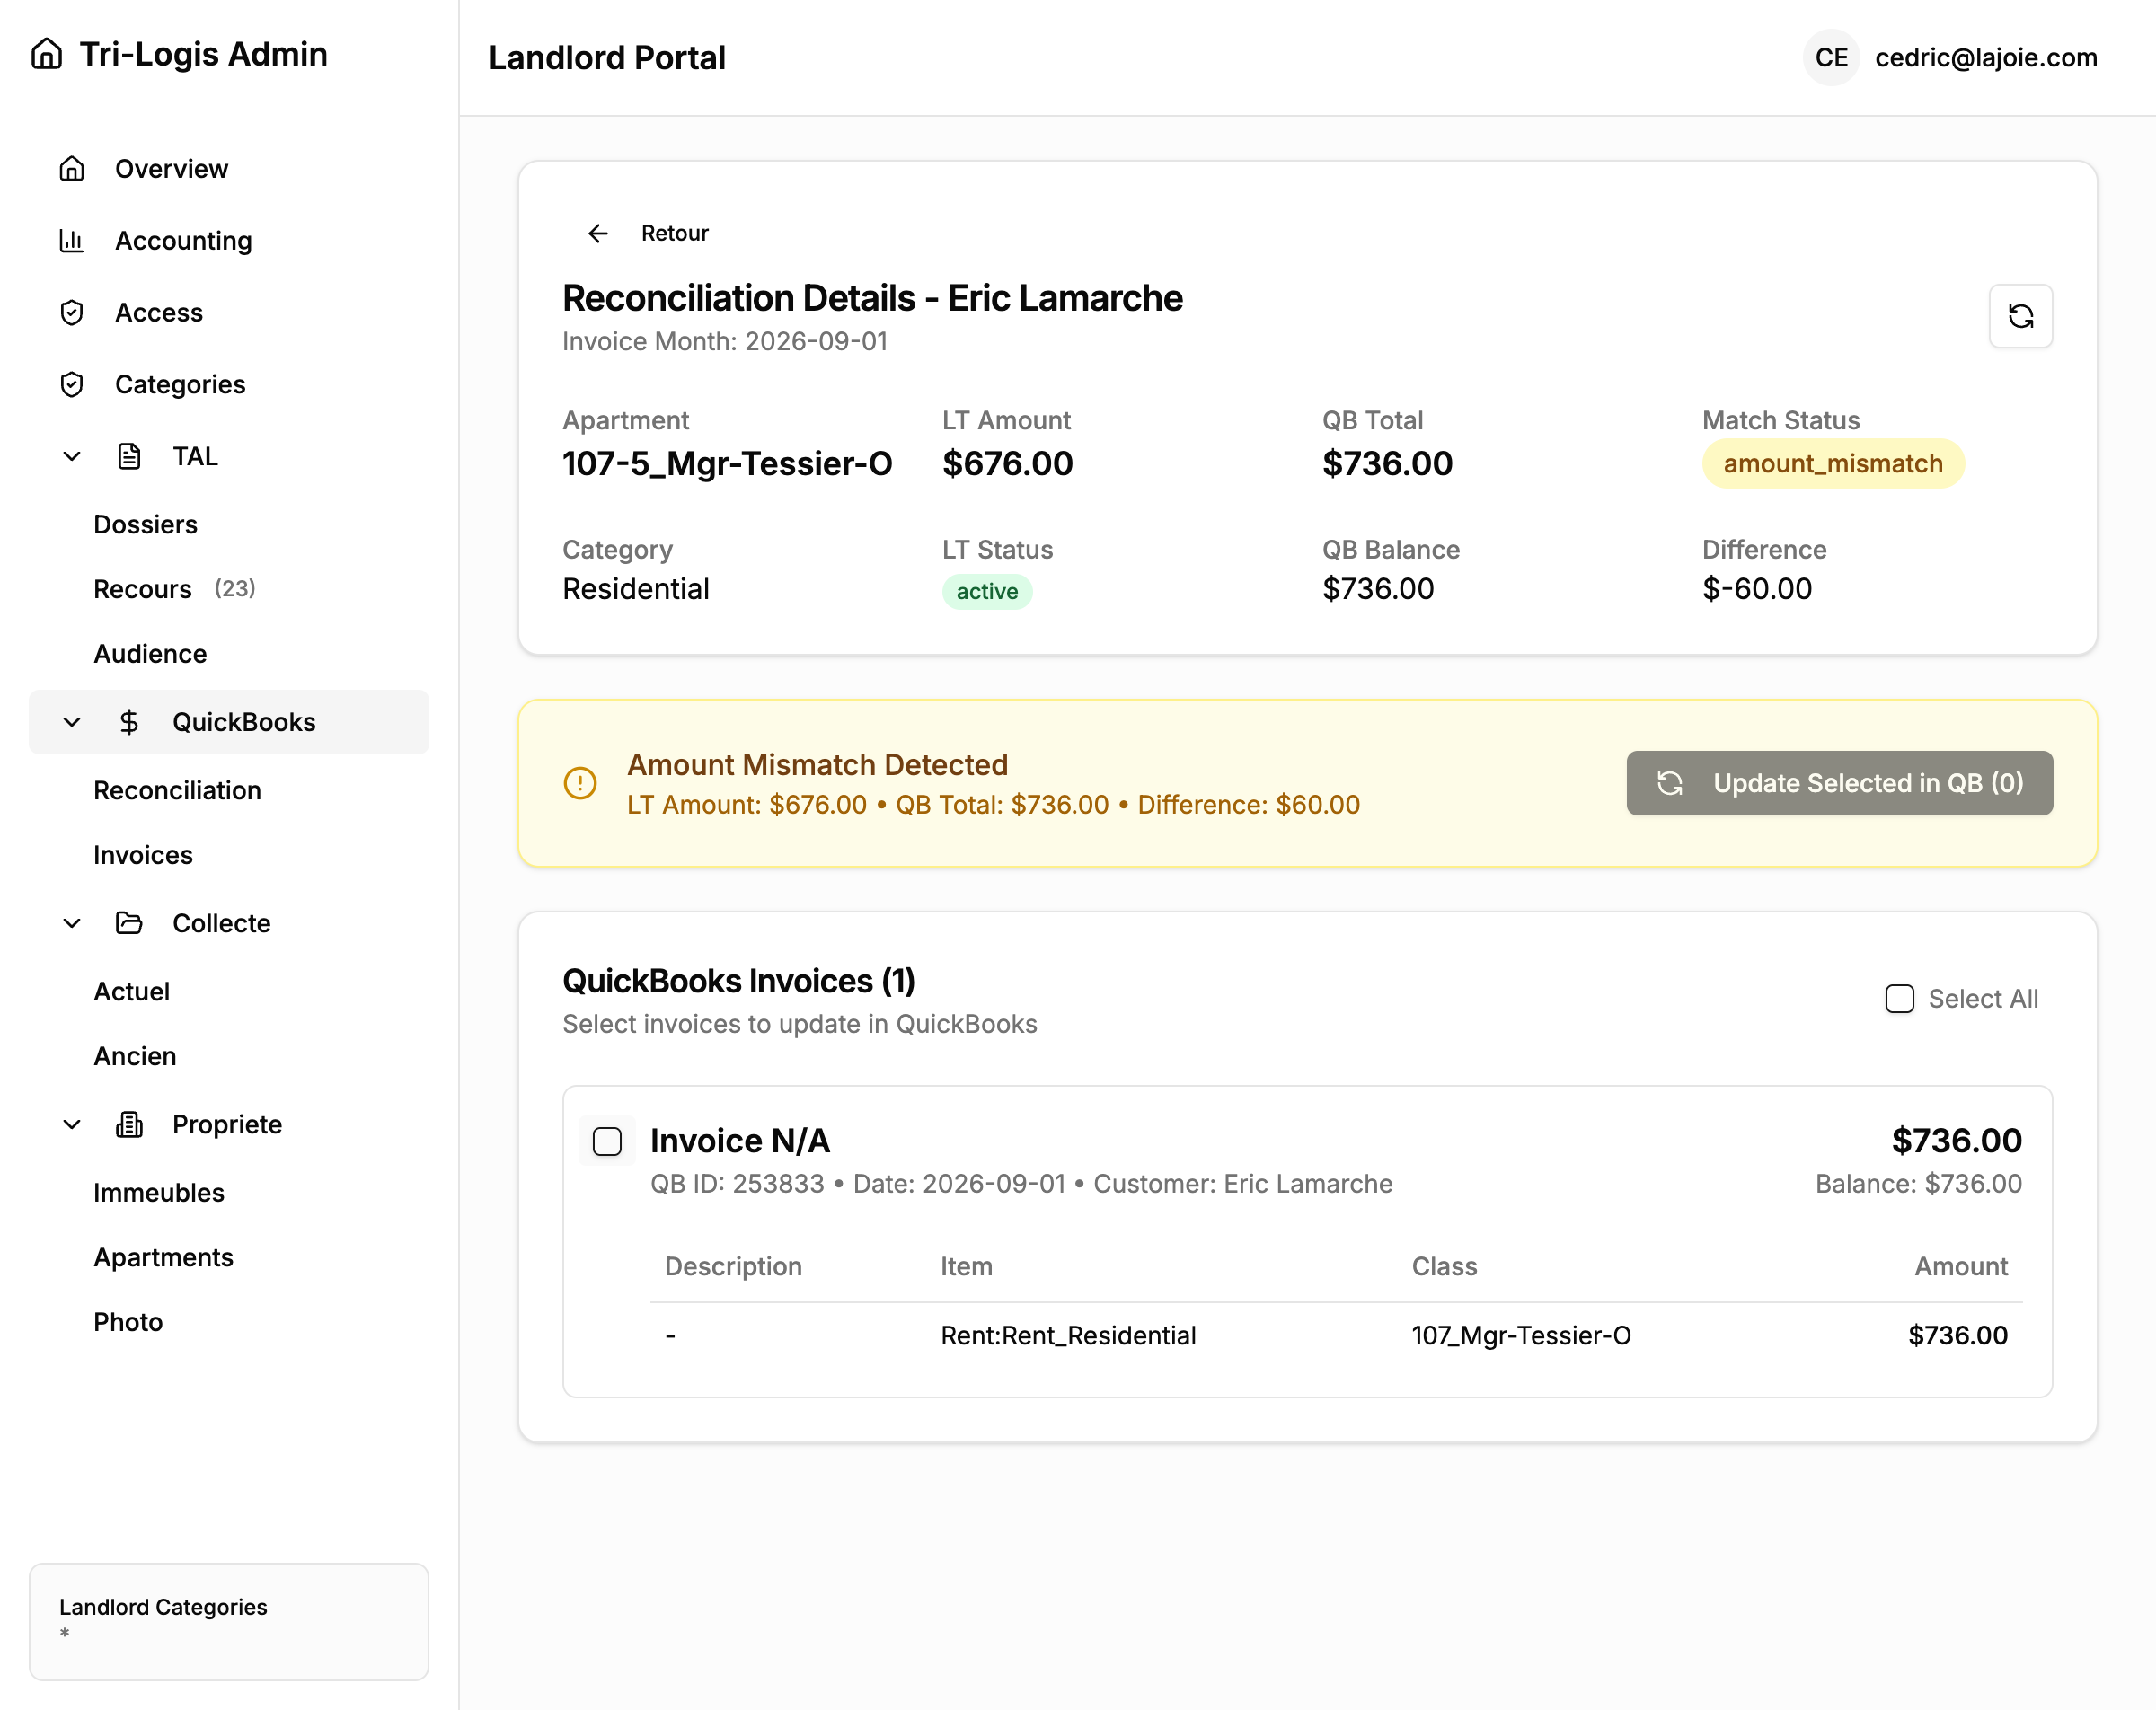 Tri-Logis Admin
Overview
Accounting
Access
Categories
TAL
Dossiers
Recours (23)
Audience
QuickBooks
Reconciliation
Invoices
Collecte
Actuel
Ancien
Propriete
Immeubles
Apartments
Photo
Landlord Categories
*
Landlord Portal
CE cedric@lajoie.com
Retour
Reconciliation Details - Eric Lamarche
Invoice Month: 2026-09-01
Apartment LT Amount QB Total Match Status
107-5_Mgr-Tessier-O $676.00 $736.00 amount_mismatch
Category LT Status QB Balance Difference
Residential active $736.00 $-60.00
Amount Mismatch Detected
LT Amount: $676.00 • QB Total: $736.00 • Difference: $60.00
Update Selected in QB (0)
QuickBooks Invoices (1)
Select invoices to update in QuickBooks
Select All
Invoice N/A $736.00
QB ID: 253833 • Date: 2026-09-01 • Customer: Eric Lamarche Balance: $736.00
Description Item Class Amount
- Rent:Rent_Residential 107_Mgr-Tessier-O $736.00